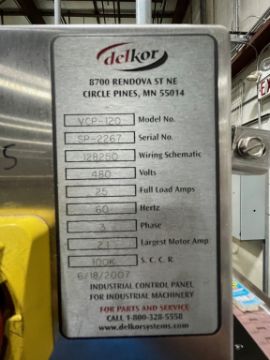 delkor
8700 RENDOVA ST NE
CIRCLE PINES, MN 55014
VCP-120 Model No.
SP-2267 Serial No.
128250 Wiring Schematic
480 Volts
25 Full Load Amps
60 Hertz
3 Phase
2.1 Largest Motor Amp
100K S. C. C. R.
6/18/2007
INDUSTRIAL CONTROL PANEL
FOR INDUSTRIAL MACHINERY
FOR PARTS AND SERVICE
CALL 1-800-328-5558
www.delkorsystems.com